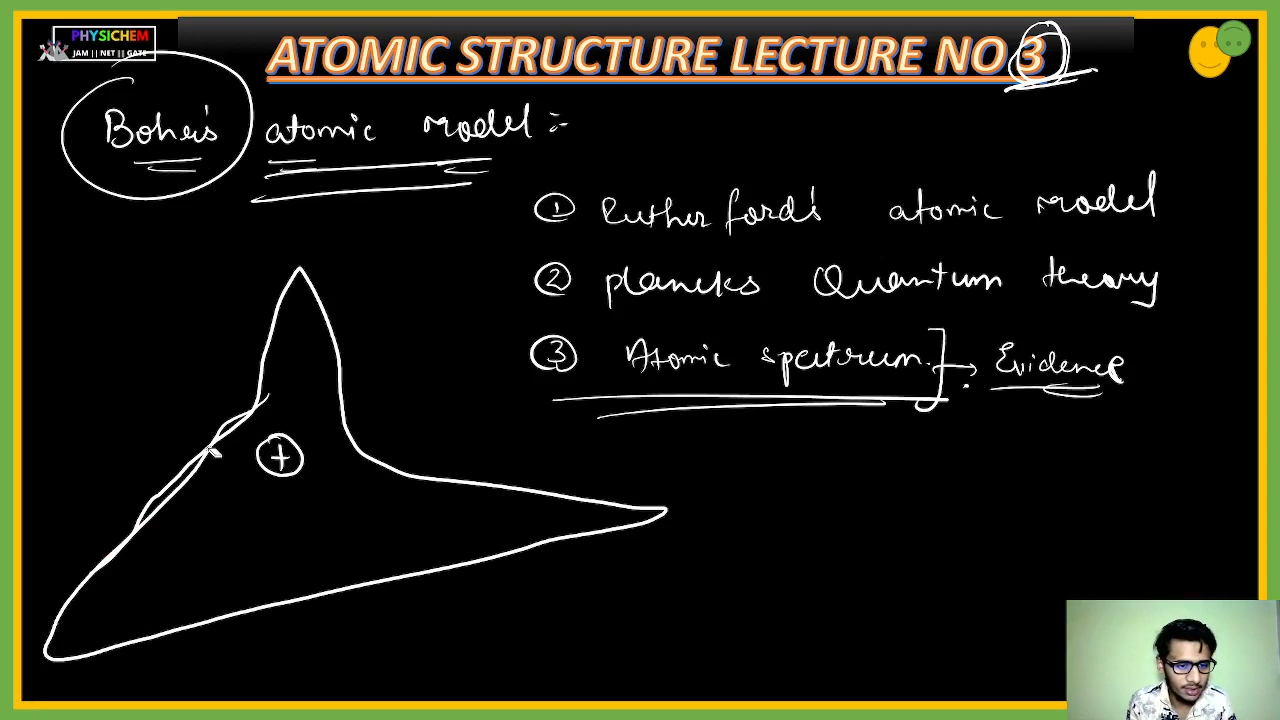 PHYSICHEM
JAM || NET || GATE
ATOMIC STRUCTURE LECTURE NO 3
Bohr's atomic model :-
① Rutherford's atomic model
② plancks Quantum theory
③ Atomic spectrum → Evidence
+